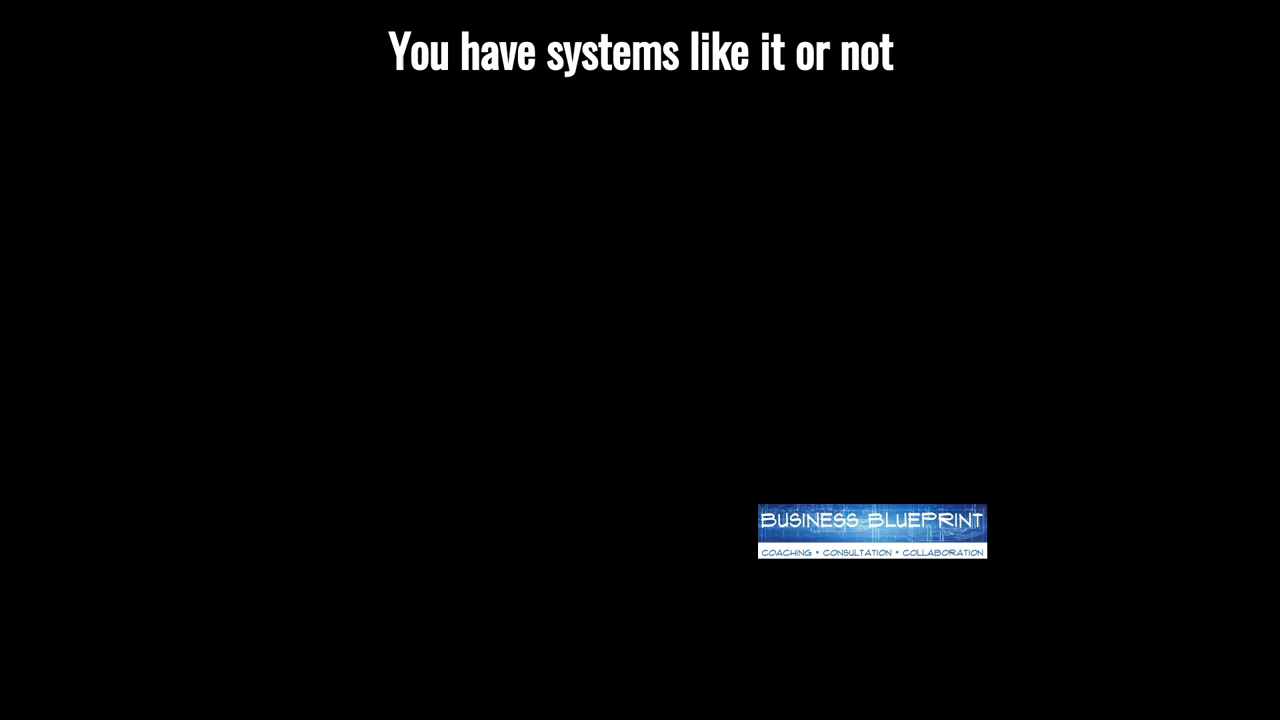 You have systems like it or not
BUSINESS BLUEPRINT
COACHING • CONSULTATION • COLLABORATION